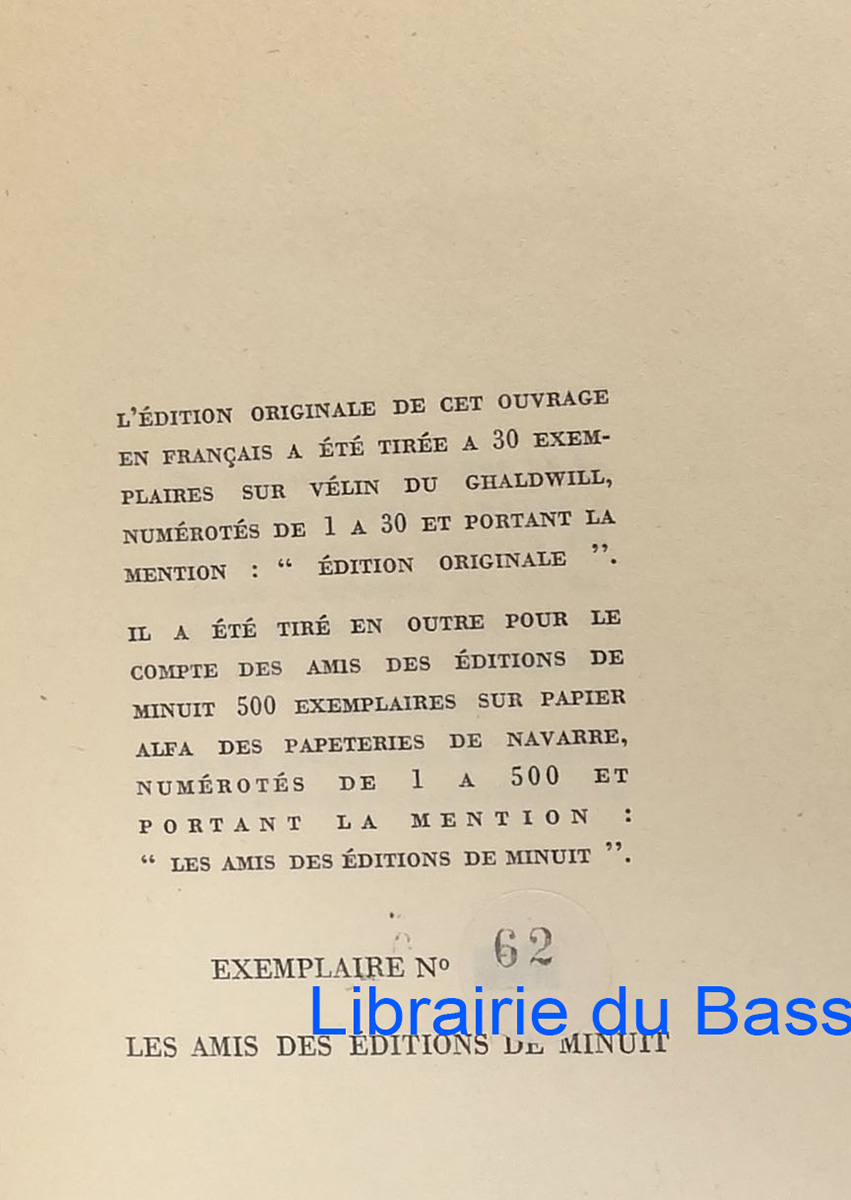 L'ÉDITION ORIGINALE DE CET OUVRAGE
EN FRANÇAIS A ÉTÉ TIRÉE A 30 EXEM-
PLAIRES SUR VÉLIN DU GHALDWILL,
NUMÉROTÉS DE 1 A 30 ET PORTANT LA
MENTION : “ ÉDITION ORIGINALE ”.
IL A ÉTÉ TIRÉ EN OUTRE POUR LE
COMPTE DES AMIS DES ÉDITIONS DE
MINUIT 500 EXEMPLAIRES SUR PAPIER
ALFA DES PAPETERIES DE NAVARRE,
NUMÉROTÉS DE 1 A 500 ET
PORTANT LA MENTION :
“ LES AMIS DES ÉDITIONS DE MINUIT ”.
EXEMPLAIRE Nº 62
Librairie du Bass
LES AMIS DES ÉDITIONS DE MINUIT